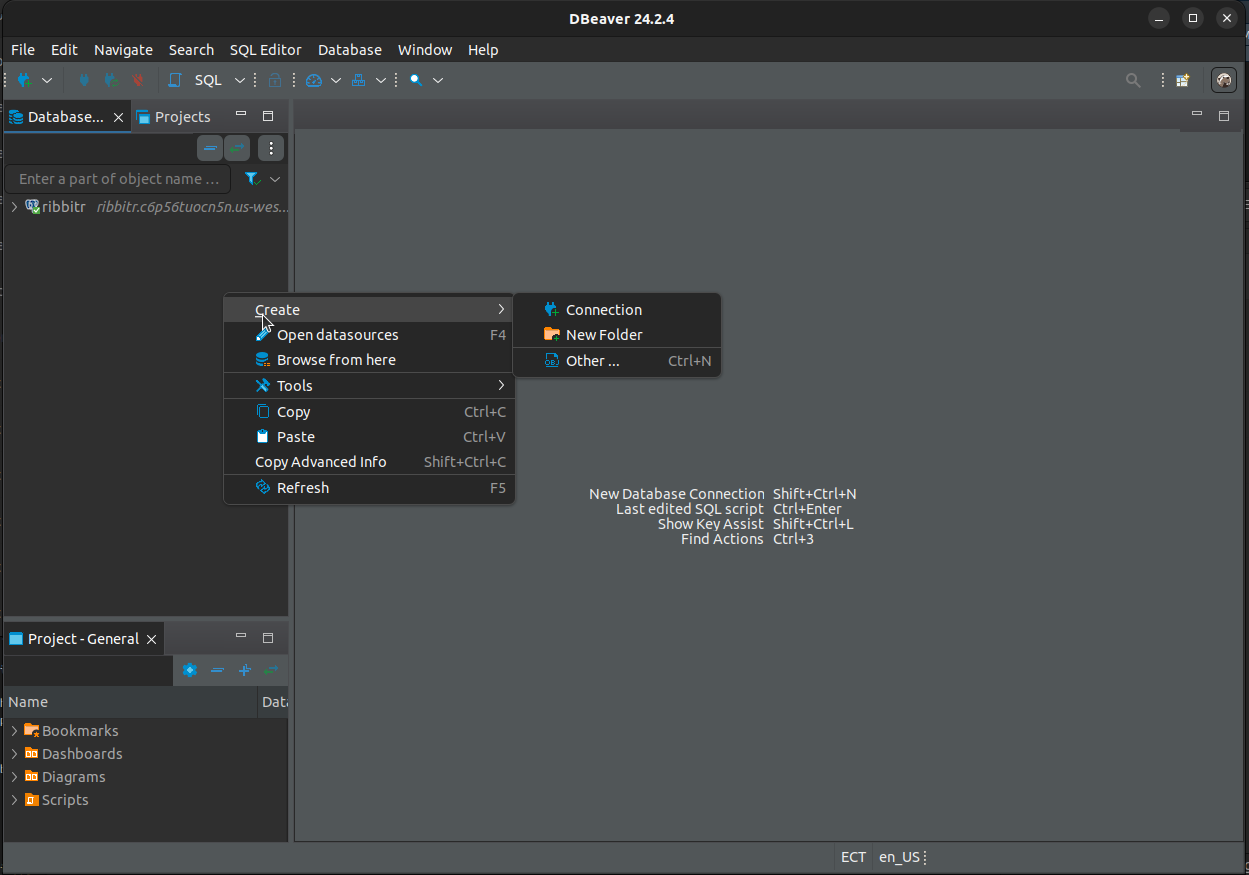 DBeaver 24.2.4
File Edit Navigate Search SQL Editor Database Window Help
SQL
Database... Projects
Enter a part of object name ...
ribbitr ribbitr.c6p56tuocn5n.us-wes...
Create
Open datasources F4
Browse from here
Tools
Copy Ctrl+C
Paste Ctrl+V
Copy Advanced Info Shift+Ctrl+C
Refresh F5
Connection
New Folder
Other ... Ctrl+N
New Database Connection Shift+Ctrl+N
Last edited SQL script Ctrl+Enter
Show Key Assist Shift+Ctrl+L
Find Actions Ctrl+3
Project - General
Name Data
Bookmarks
Dashboards
Diagrams
Scripts
ECT en_US